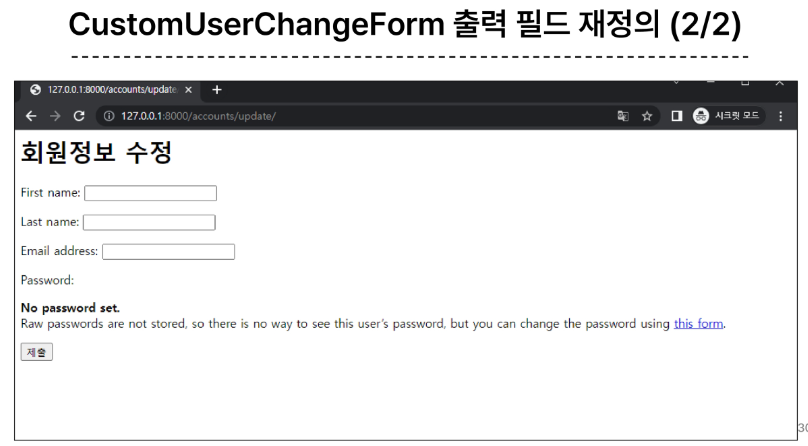 CustomUserChangeForm 출력 필드 재정의 (2/2)
127.0.0.1:8000/accounts/update
127.0.0.1:8000/accounts/update/
시크릿 모드
회원정보 수정
First name:
Last name:
Email address:
Password:
No password set.
Raw passwords are not stored, so there is no way to see this user's password, but you can change the password using this form.
제출
30